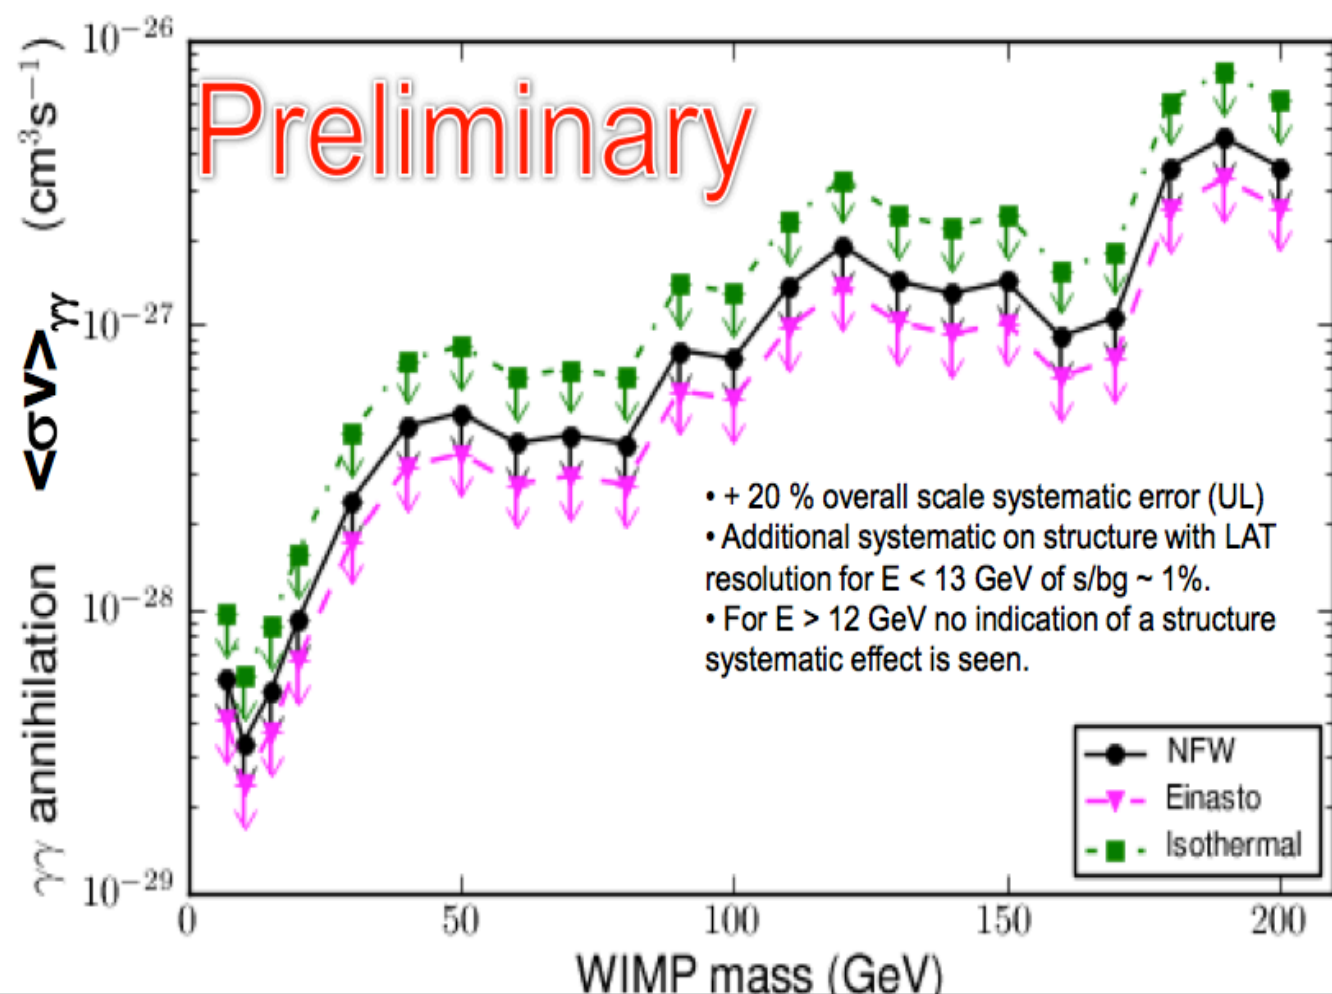 10^{-26}
Preliminary
γγ annihilation <σv>_{γγ} (cm^3 s^{-1})
10^{-27}
• + 20 % overall scale systematic error (UL)
• Additional systematic on structure with LAT
resolution for E < 13 GeV of s/bg ~ 1%.
• For E > 12 GeV no indication of a structure
systematic effect is seen.
10^{-28}
NFW
Einasto
Isothermal
10^{-29}
0 50 100 150 200
WIMP mass (GeV)